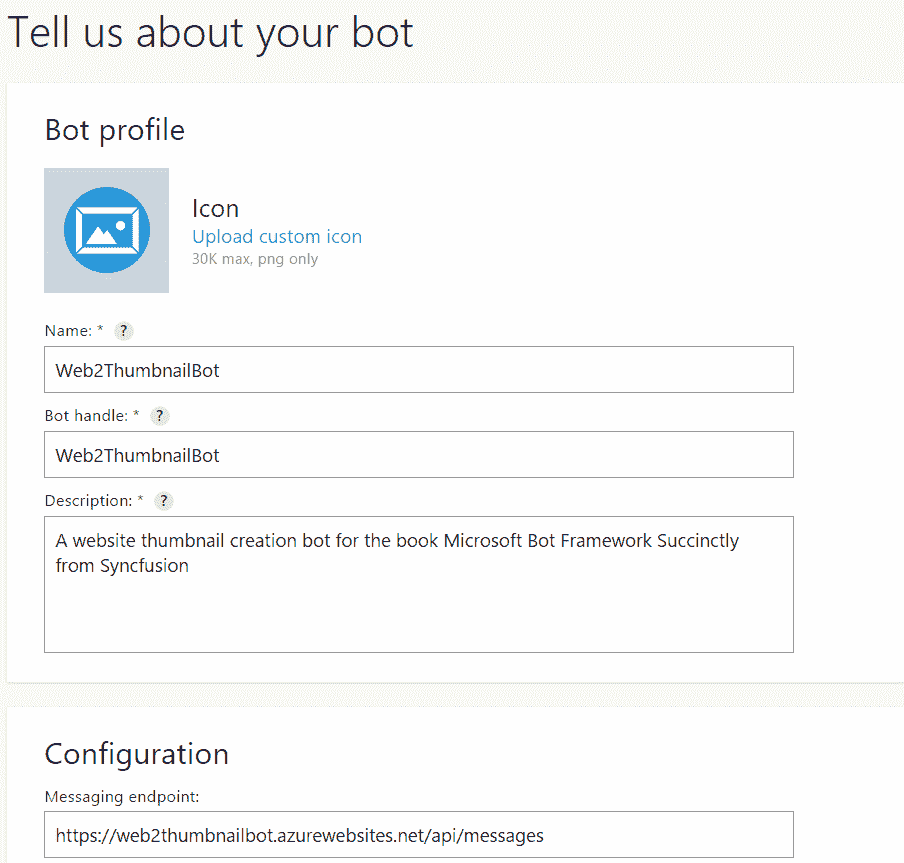 Tell us about your bot
Bot profile
Icon
Upload custom icon
30K max, png only
Name: * ?
Web2ThumbnailBot
Bot handle: * ?
Web2ThumbnailBot
Description: * ?
A website thumbnail creation bot for the book Microsoft Bot Framework Succinctly
from Syncfusion
Configuration
Messaging endpoint:
https://web2thumbnailbot.azurewebsites.net/api/messages